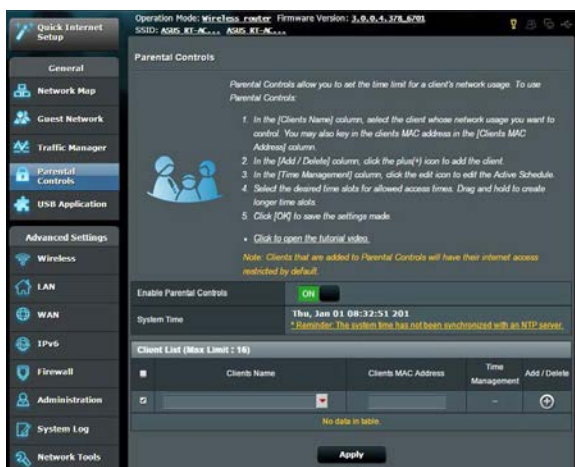 Quick Internet
Setup
General
Network Map
Guest Network
Traffic Manager
Parental
Controls
USB Application
Advanced Settings
Wireless
LAN
WAN
IPv6
Firewall
Administration
System Log
Network Tools
Operation Mode: Wireless router Firmware Version: 3.0.0.4.378_6701
SSID: ASUS RT-AC... ASUS RT-AC...
Parental Controls
Parental Controls allow you to set the time limit for a client's network usage. To use
Parental Controls:
1. In the [Clients Name] column, select the client whose network usage you want to
control. You may also key in the clients MAC address in the [Clients MAC
Address] column.
2. In the [Add / Delete] column, click the plus(+) icon to add the client.
3. In the [Time Management] column, click the edit icon to edit the Active Schedule.
4. Select the desired time slots for allowed access times. Drag and hold to create
longer time slots.
5. Click [OK] to save the settings made.
• Click to open the tutorial video.
Note: Clients that are added to Parental Controls will have their internet access
restricted by default.
Enable Parental Controls
ON
System Time
Thu, Jan 01 08:32:51 201
* Reminder: The system time has not been synchronized with an NTP server.
Client List (Max Limit : 16)
Clients Name
Clients MAC Address
Time
Management
Add / Delete
--
No data in table.
Apply